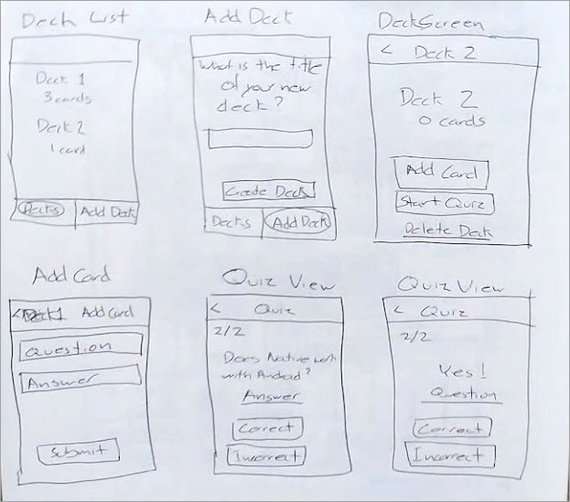 Deck List
Deck 1
3 cards
Deck 2
1 card
Decks
Add Deck
Add Deck
What is the title
of your new
deck?
Create Deck
Decks
Add Deck
DeckScreen
< Deck 2
Deck 2
0 cards
Add Card
Start Quiz
Delete Deck
Add Card
< Deck 1 Add Card
Question
Answer
Submit
Quiz View
< Quiz
2/2
Does Native work
with Android?
Answer
Correct
Incorrect
Quiz View
< Quiz
2/2
Yes!
Question
Correct
Incorrect